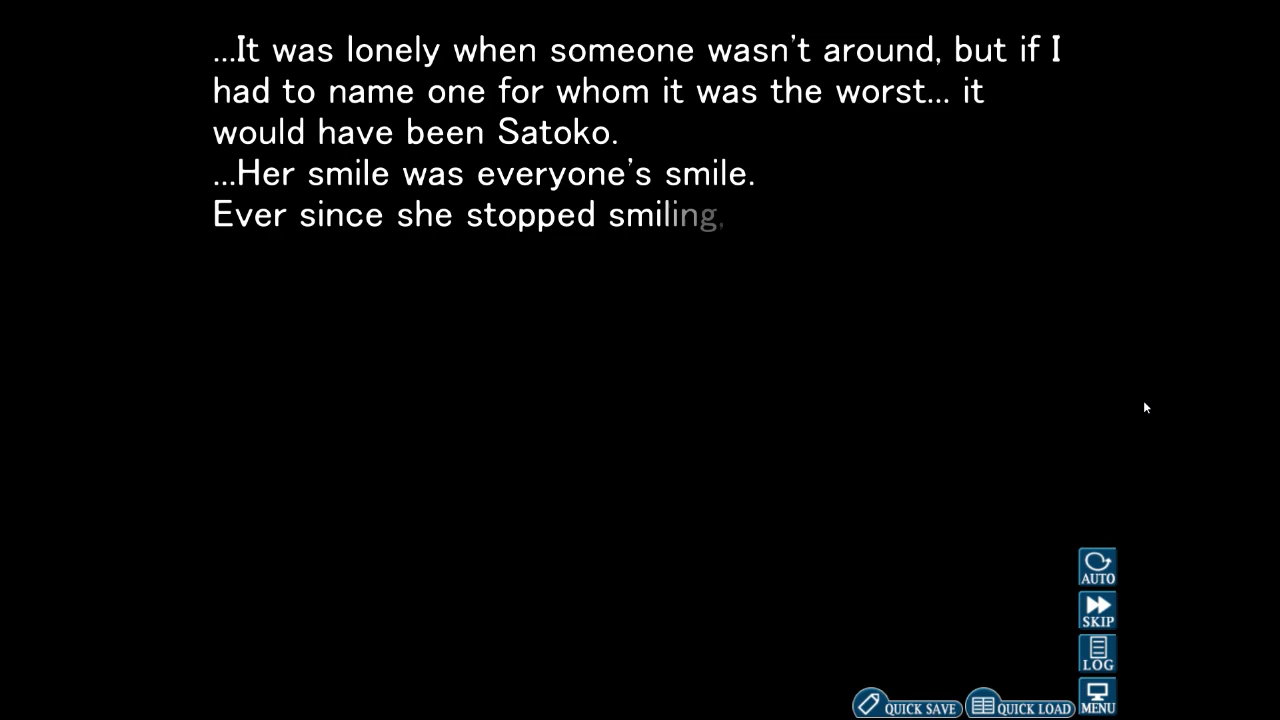 ...It was lonely when someone wasn't around, but if I
had to name one for whom it was the worst... it
would have been Satoko.
...Her smile was everyone's smile.
Ever since she stopped smiling,
AUTO
SKIP
LOG
MENU
QUICK SAVE
QUICK LOAD